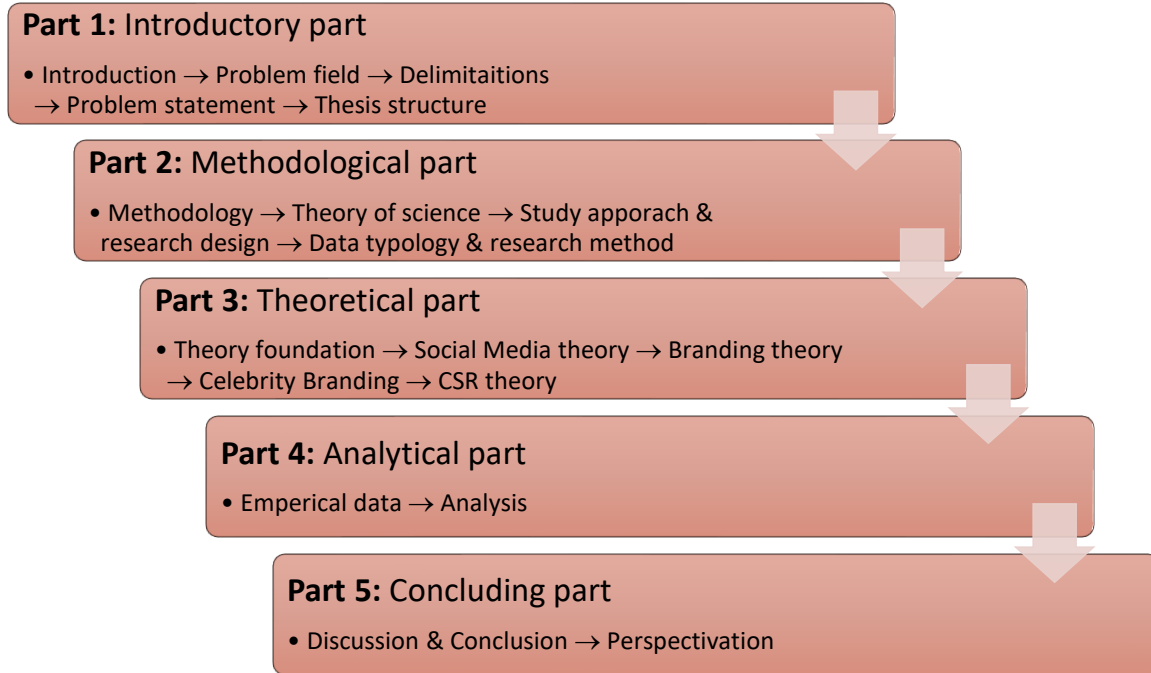 Part 1: Introductory part
• Introduction → Problem field → Delimitaitions
→ Problem statement → Thesis structure
Part 2: Methodological part
• Methodology → Theory of science → Study apporach &
research design → Data typology & research method
Part 3: Theoretical part
• Theory foundation → Social Media theory → Branding theory
→ Celebrity Branding → CSR theory
Part 4: Analytical part
• Emperical data → Analysis
Part 5: Concluding part
• Discussion & Conclusion → Perspectivation